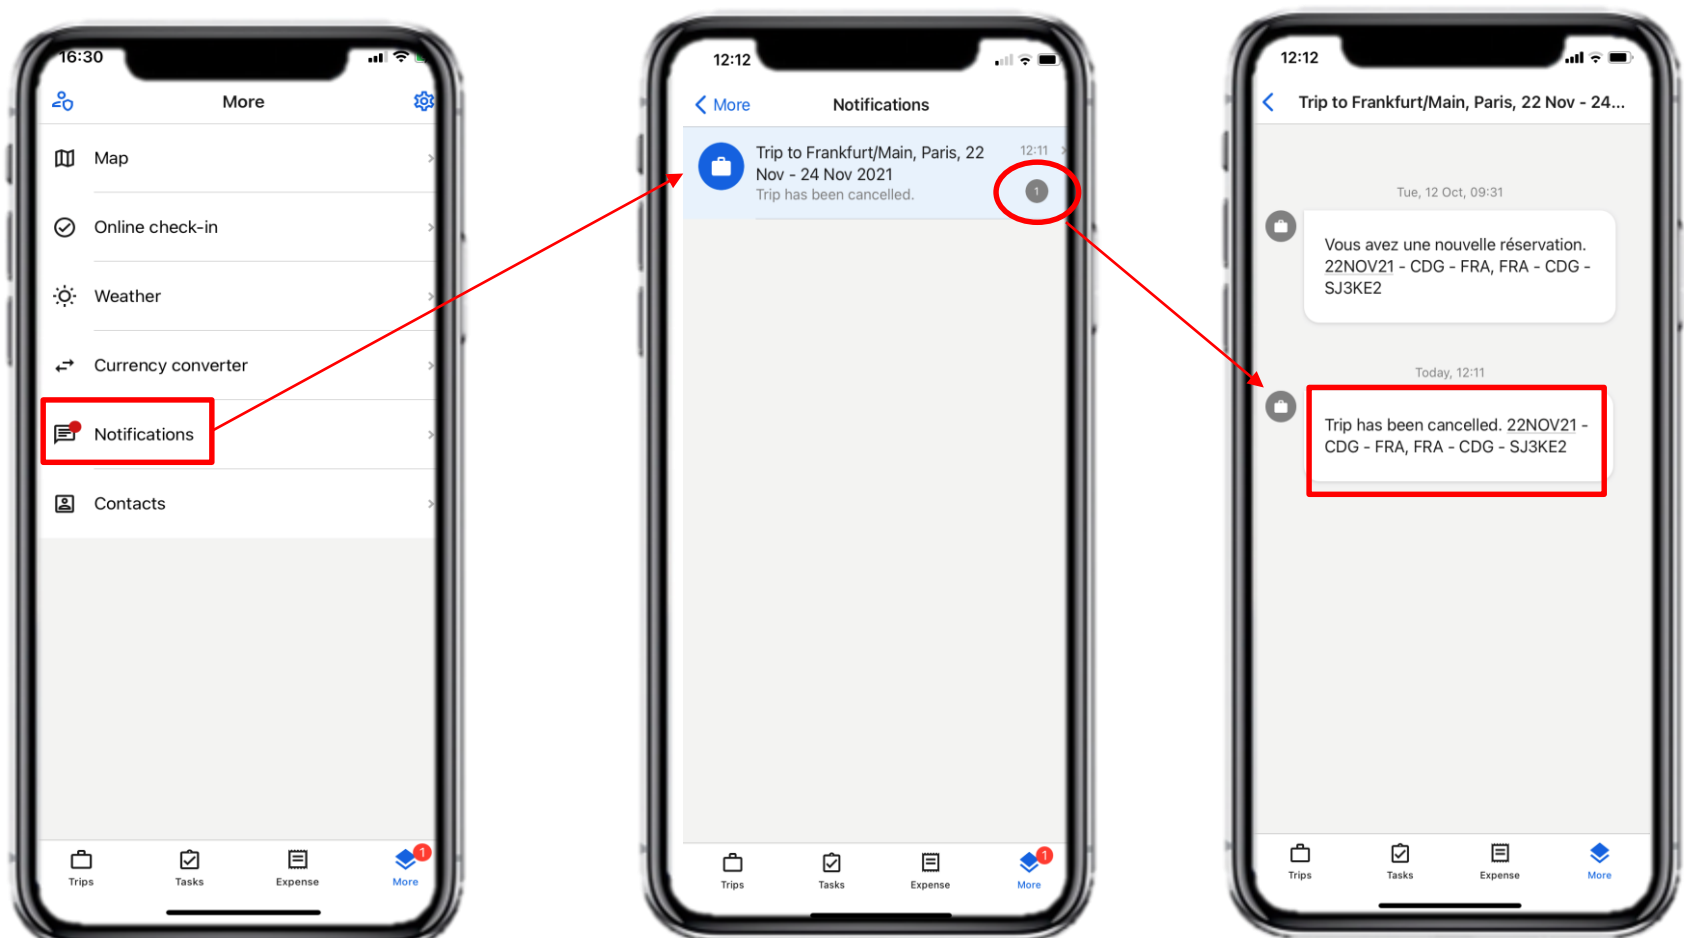 16:30
More
Map
Online check-in
Weather
Currency converter
Notifications
Contacts
Trips
Tasks
Expense
More
1
12:12
More
Notifications
Trip to Frankfurt/Main, Paris, 22
Nov - 24 Nov 2021
Trip has been cancelled.
12:11
1
Trips
Tasks
Expense
More
1
12:12
Trip to Frankfurt/Main, Paris, 22 Nov - 24...
Tue, 12 Oct, 09:31
Vous avez une nouvelle réservation.
22NOV21 - CDG - FRA, FRA - CDG -
SJ3KE2
Today, 12:11
Trip has been cancelled. 22NOV21 -
CDG - FRA, FRA - CDG - SJ3KE2
Trips
Tasks
Expense
More